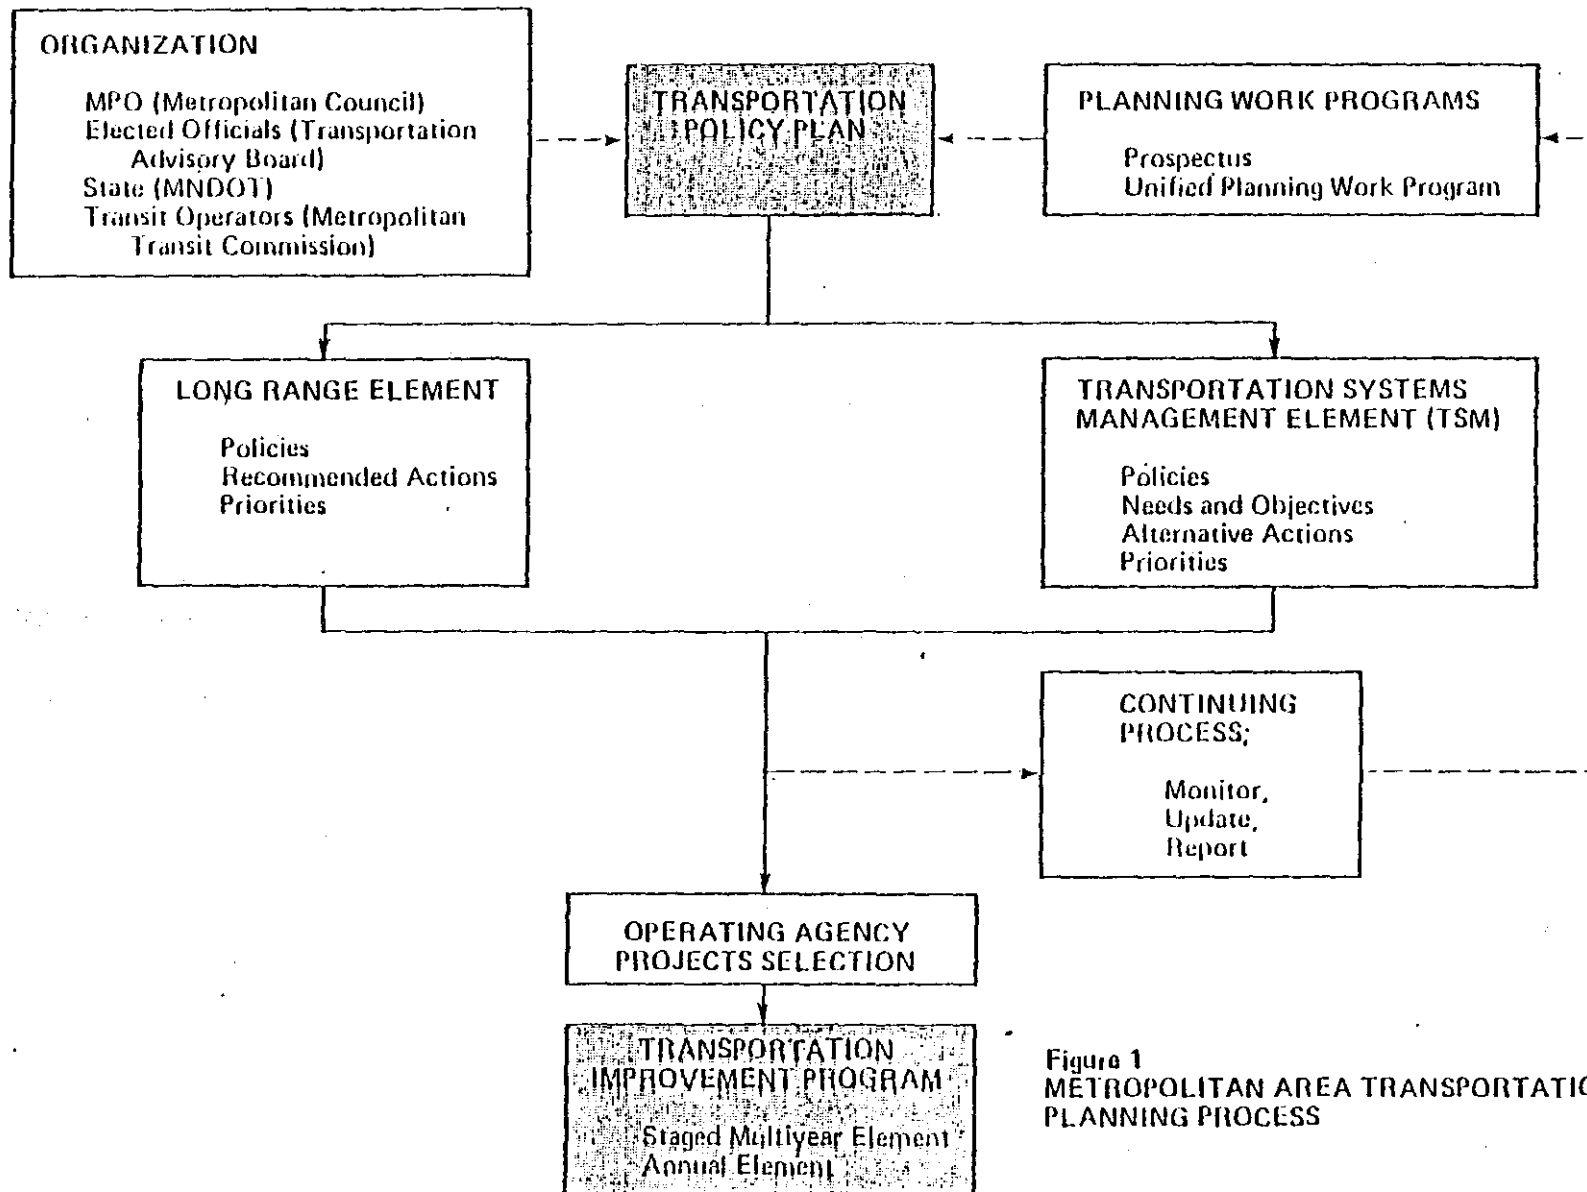 ORGANIZATION
MPO (Metropolitan Council)
Elected Officials (Transportation
Advisory Board)
State (MNDOT)
Transit Operators (Metropolitan
Transit Commission)
TRANSPORTATION
POLICY PLAN
PLANNING WORK PROGRAMS
Prospectus
Unified Planning Work Program
LONG RANGE ELEMENT
Policies
Recommended Actions
Priorities
TRANSPORTATION SYSTEMS
MANAGEMENT ELEMENT (TSM)
Policies
Needs and Objectives
Alternative Actions
Priorities
CONTINUING
PROCESS;
Monitor,
Update,
Report
OPERATING AGENCY
PROJECTS SELECTION
TRANSPORTATION
IMPROVEMENT PROGRAM
Staged Multiyear Element
Annual Element
Figure 1
METROPOLITAN AREA TRANSPORTATIO
PLANNING PROCESS